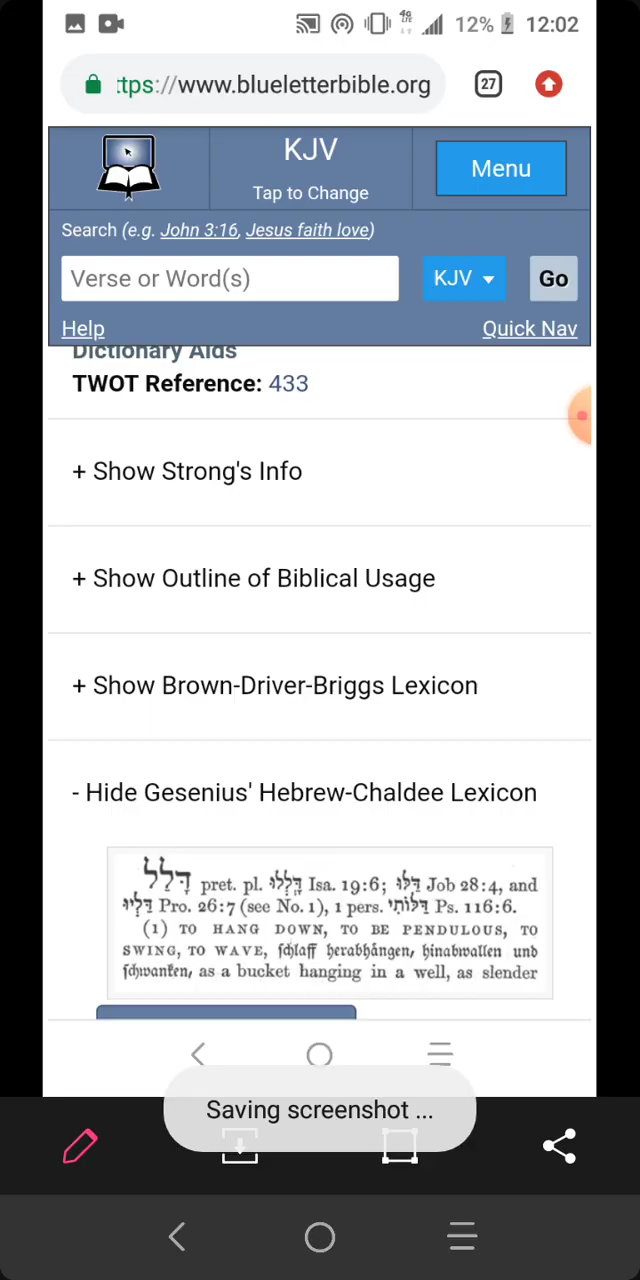 4G
LTE
12%
12:02
ttps://www.blueletterbible.org
27
KJV
Tap to Change
Menu
Search (e.g. John 3:16, Jesus faith love)
Verse or Word(s)
KJV
Go
Help
Quick Nav
Dictionary Aids
TWOT Reference: 433
+ Show Strong's Info
+ Show Outline of Biblical Usage
+ Show Brown-Driver-Briggs Lexicon
- Hide Gesenius' Hebrew-Chaldee Lexicon
דָּלַל pret. pl. דָּלֲלוּ Isa. 19:6; דַּלּוּ Job 28:4, and
דַּלְיוּ Pro. 26:7 (see No. 1), 1 pers. דַּלּוֹתִי Ps. 116:6.
(1) TO HANG DOWN, TO BE PENDULOUS, TO
SWING, TO WAVE, schlaff herabhängen, hinabwallen und
schwanken, as a bucket hanging in a well, as slender
Saving screenshot ...